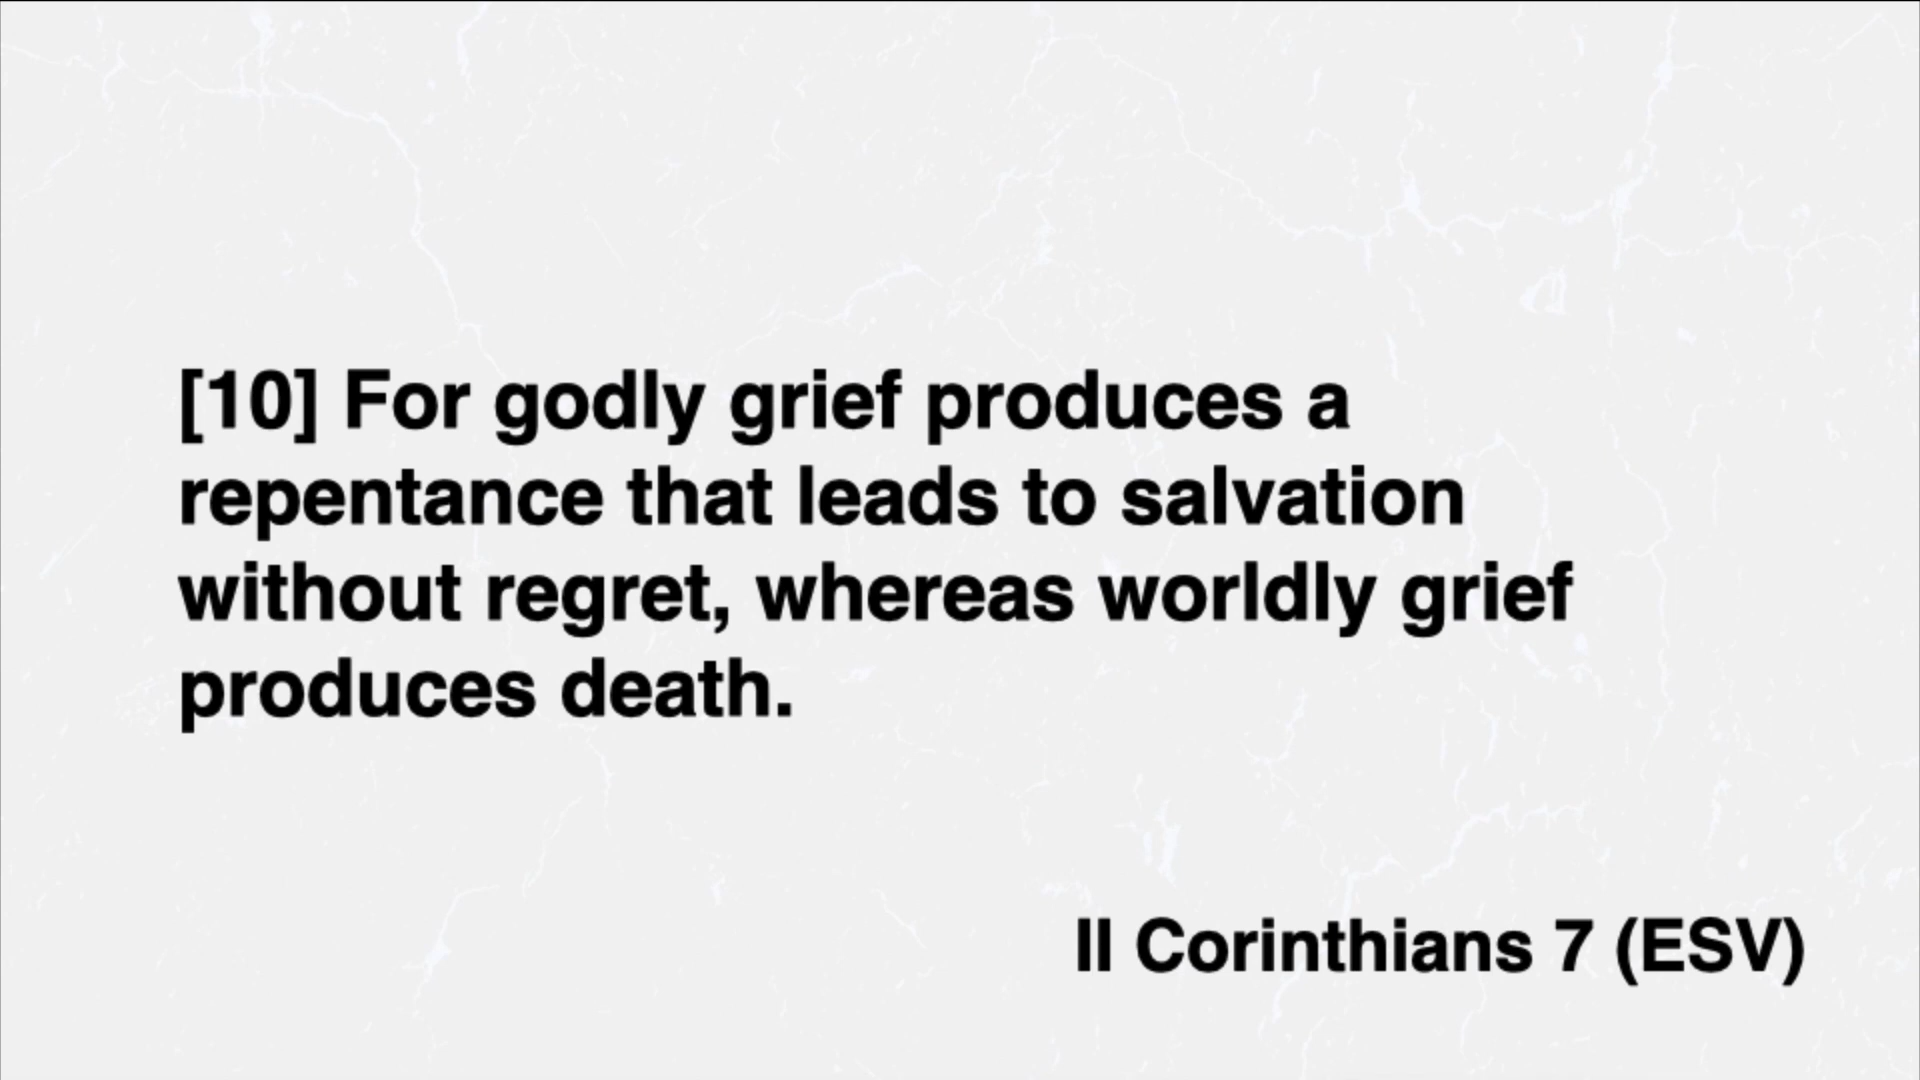 [10] For godly grief produces a
repentance that leads to salvation
without regret, whereas worldly grief
produces death.
II Corinthians 7 (ESV)